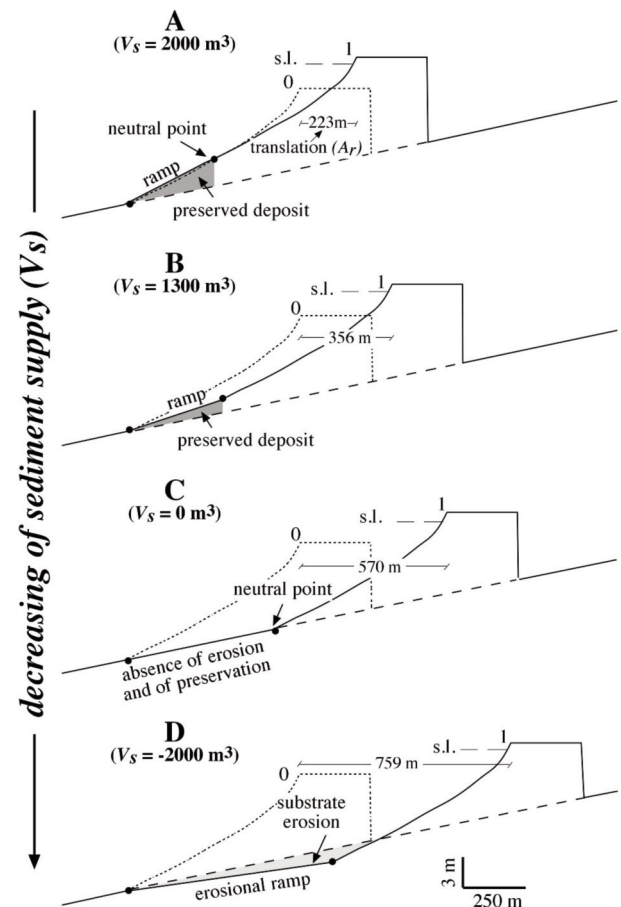 A
(Vs = 2000 m3)
s.l.
1
0
neutral point
223m
translation (Ar)
ramp
preserved deposit
B
(Vs = 1300 m3)
s.l.
1
0
356 m
ramp
preserved deposit
C
(Vs = 0 m3)
s.l.
1
0
570 m
neutral point
absence of erosion
and of preservation
D
(Vs = -2000 m3)
s.l.
1
759 m
0
substrate
erosion
erosional ramp
3 m
250 m
decreasing of sediment supply (Vs)